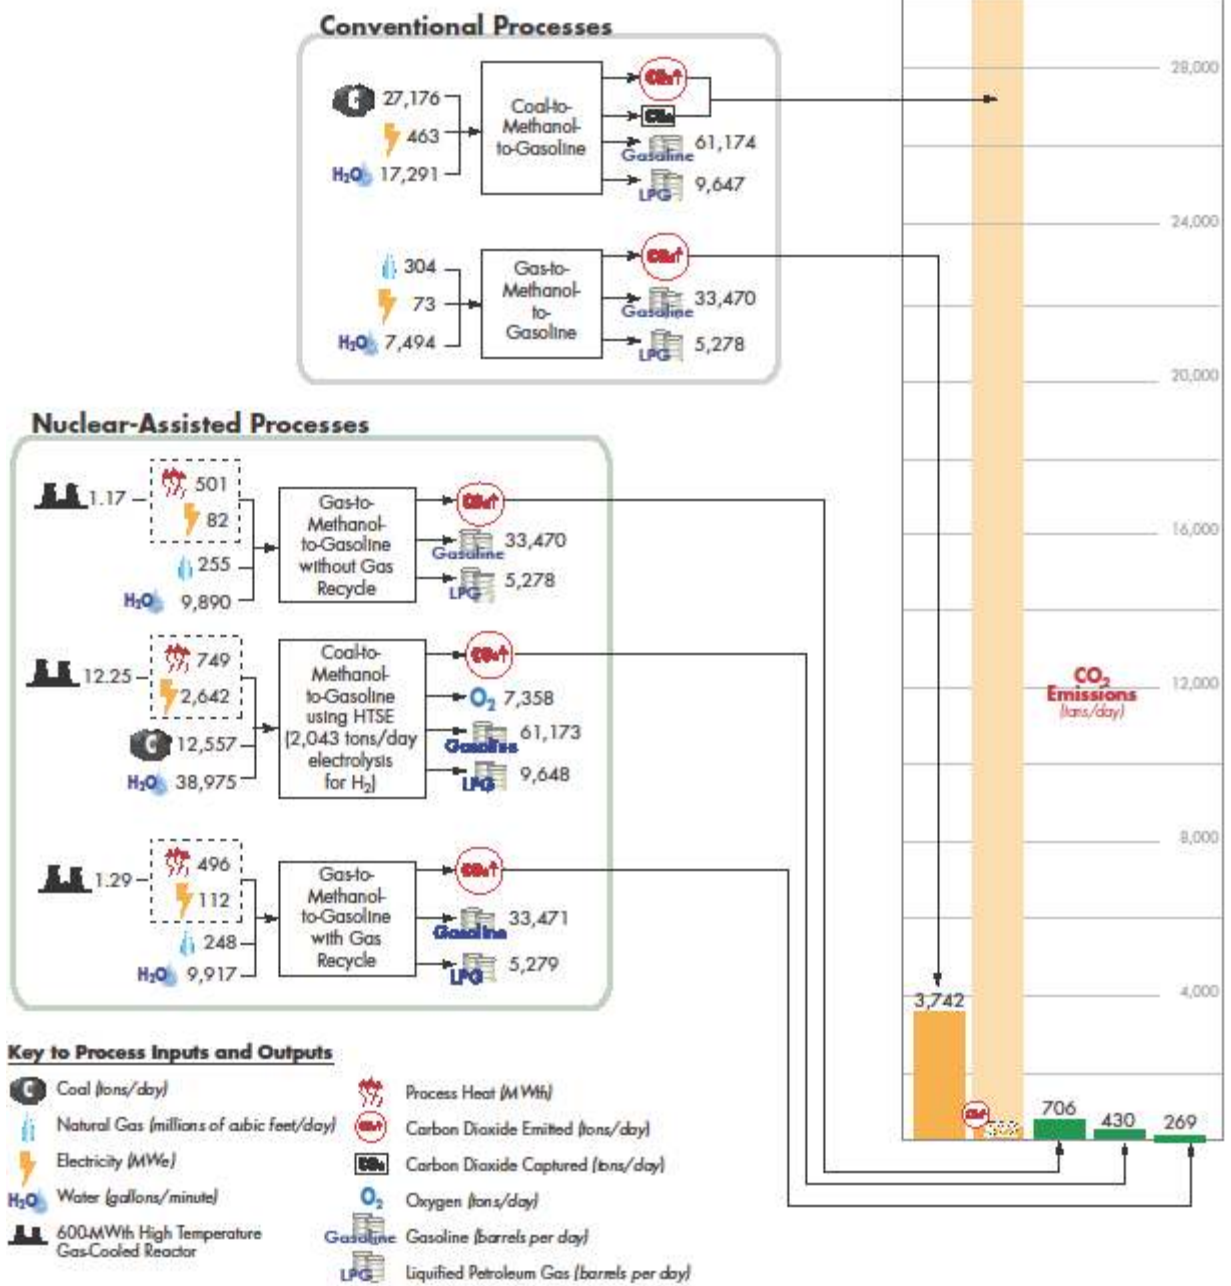 Conventional Processes
27,176
463
H₂O 17,291
Coal-to-
Methanol-
to-Gasoline
CO₂↑
Gasoline 61,174
LPG 9,647
304
73
H₂O 7,494
Gas-to-
Methanol-
to-
Gasoline
CO₂↑
Gasoline 33,470
LPG 5,278
Nuclear-Assisted Processes
1.17
501
82
255
H₂O 9,890
Gas-to-
Methanol-
to-Gasoline
without Gas
Recycle
CO₂↑
Gasoline 33,470
LPG 5,278
12.25
749
2,642
C 12,557
H₂O 38,975
Coal-to-
Methanol-
to-Gasoline
using HTSE
(2,043 tons/day
electrolysis
for H₂)
CO₂↑
O₂ 7,358
Gasoline 61,173
LPG 9,648
1.29
496
112
248
H₂O 9,917
Gas-to-
Methanol-
to-Gasoline
with Gas
Recycle
CO₂↑
Gasoline 33,471
LPG 5,279
28,000
24,000
20,000
16,000
12,000
8,000
4,000
CO₂
Emissions
(tons/day)
3,742
706
430
269
Key to Process Inputs and Outputs
C Coal (tons/day)
Natural Gas (millions of cubic feet/day)
Electricity (MWe)
H₂O Water (gallons/minute)
600-MWth High Temperature
Gas-Cooled Reactor
Process Heat (MWth)
CO₂↑ Carbon Dioxide Emitted (tons/day)
Carbon Dioxide Captured (tons/day)
O₂ Oxygen (tons/day)
Gasoline Gasoline (barrels per day)
LPG Liquified Petroleum Gas (barrels per day)